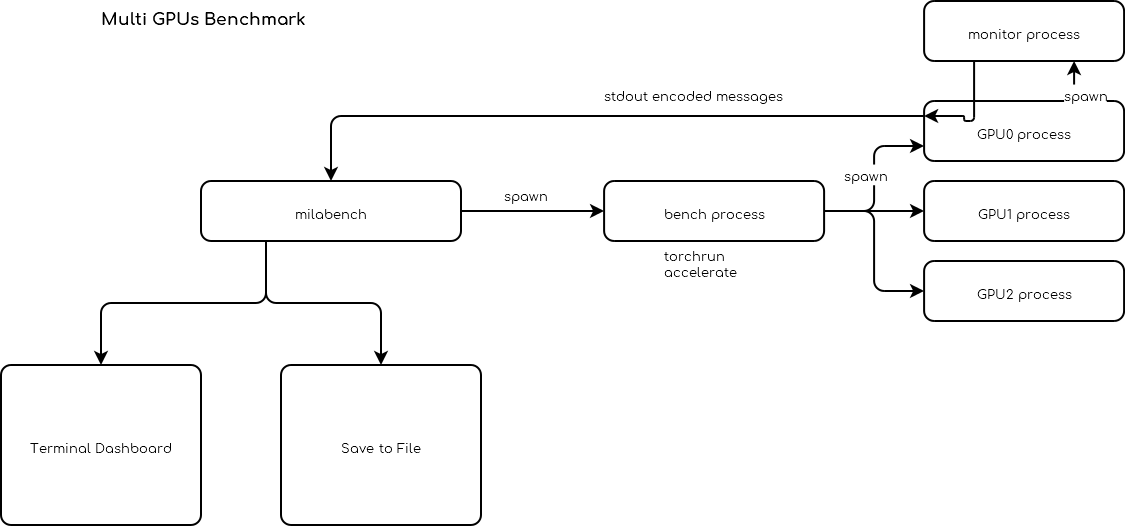 Multi GPUs Benchmark
monitor process
stdout encoded messages
spawn
GPU0 process
spawn
milabench
spawn
bench process
GPU1 process
torchrun
accelerate
GPU2 process
Terminal Dashboard
Save to File